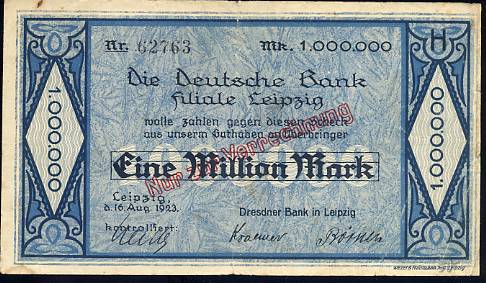 Nr. 62763
Mk. 1.000.000
H
Die Deutsche Bank
Filiale Leipzig
wolle zahlen gegen diesen Scheck
aus unserm Guthaben an Überbringer
Eine Million Mark
Nur zur Verrechnung
1.000.000
1.000.000
Leipzig,
d. 16. Aug. 1923.
Dresdner Bank in Leipzig
kontrolliert: